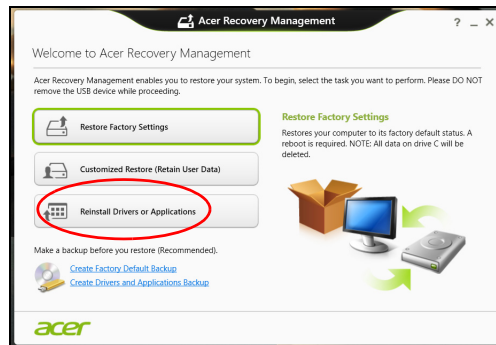 Acer Recovery Management
Welcome to Acer Recovery Management
Acer Recovery Management enables you to restore your system. To begin, select the task you want to perform. Please DO NOT
remove the USB device while proceeding.
Restore Factory Settings
Customized Restore (Retain User Data)
Reinstall Drivers or Applications
Restore Factory Settings
Restores your computer to its factory default status. A
reboot is required. NOTE: All data on drive C will be
deleted.
Make a backup before you restore (Recommended).
Create Factory Default Backup
Create Drivers and Applications Backup
acer